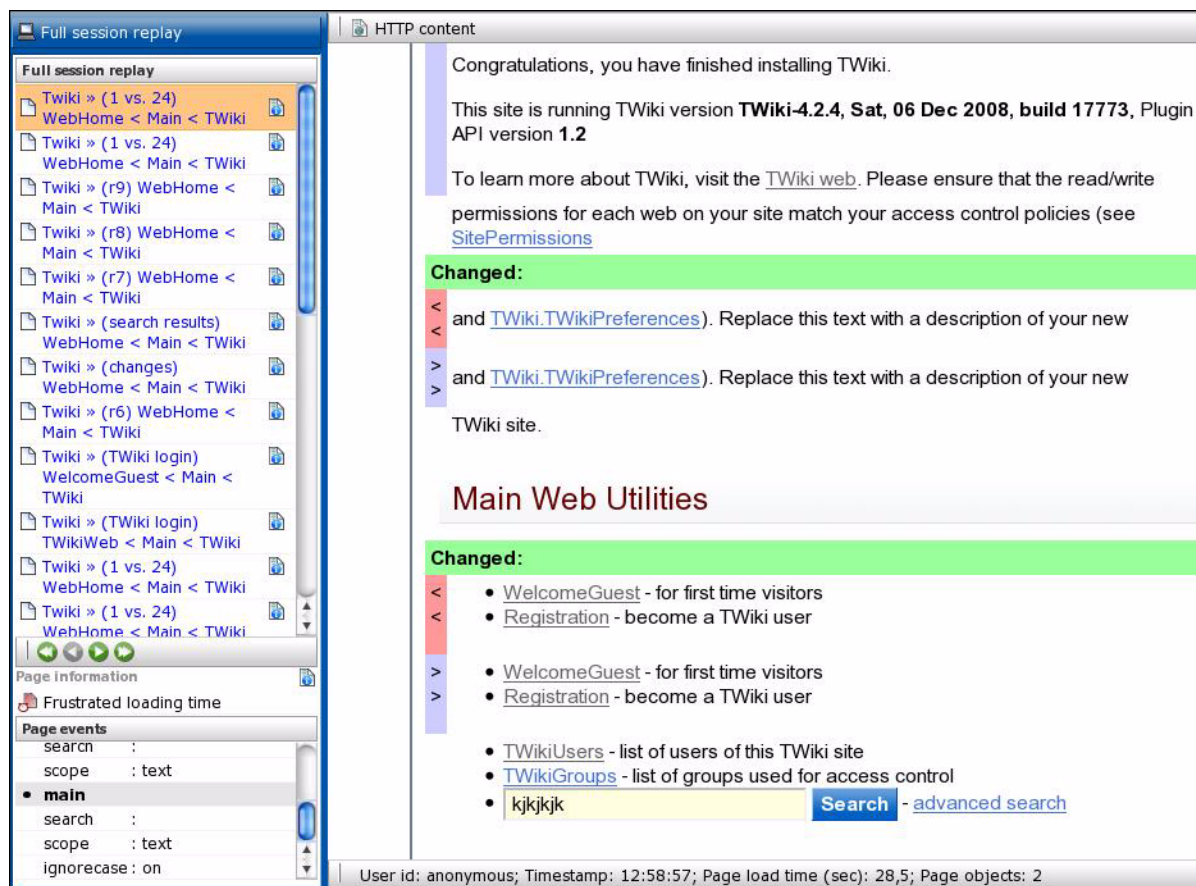 Full session replay
Full session replay
Twiki » (1 vs. 24)
WebHome < Main < TWiki
Twiki » (1 vs. 24)
WebHome < Main < TWiki
Twiki » (r9) WebHome <
Main < TWiki
Twiki » (r8) WebHome <
Main < TWiki
Twiki » (r7) WebHome <
Main < TWiki
Twiki » (search results)
WebHome < Main < TWiki
Twiki » (changes)
WebHome < Main < TWiki
Twiki » (r6) WebHome <
Main < TWiki
Twiki » (TWiki login)
WelcomeGuest < Main <
TWiki
Twiki » (TWiki login)
TWikiWeb < Main < TWiki
Twiki » (1 vs. 24)
WebHome < Main < TWiki
Twiki » (1 vs. 24)
WebHome < Main < TWiki
Page information
Frustrated loading time
Page events
search :
scope : text
• main
search :
scope : text
ignorecase : on
HTTP content
Congratulations, you have finished installing TWiki.
This site is running TWiki version TWiki-4.2.4, Sat, 06 Dec 2008, build 17773, Plugin
API version 1.2
To learn more about TWiki, visit the TWiki web. Please ensure that the read/write
permissions for each web on your site match your access control policies (see
SitePermissions
Changed:
<
< and TWiki.TWikiPreferences). Replace this text with a description of your new
>
> and TWiki.TWikiPreferences). Replace this text with a description of your new
TWiki site.
Main Web Utilities
Changed:
< • WelcomeGuest - for first time visitors
< • Registration - become a TWiki user
> • WelcomeGuest - for first time visitors
> • Registration - become a TWiki user
• TWikiUsers - list of users of this TWiki site
• TWikiGroups - list of groups used for access control
• kjkjkjk Search - advanced search
User id: anonymous; Timestamp: 12:58:57; Page load time (sec): 28,5; Page objects: 2